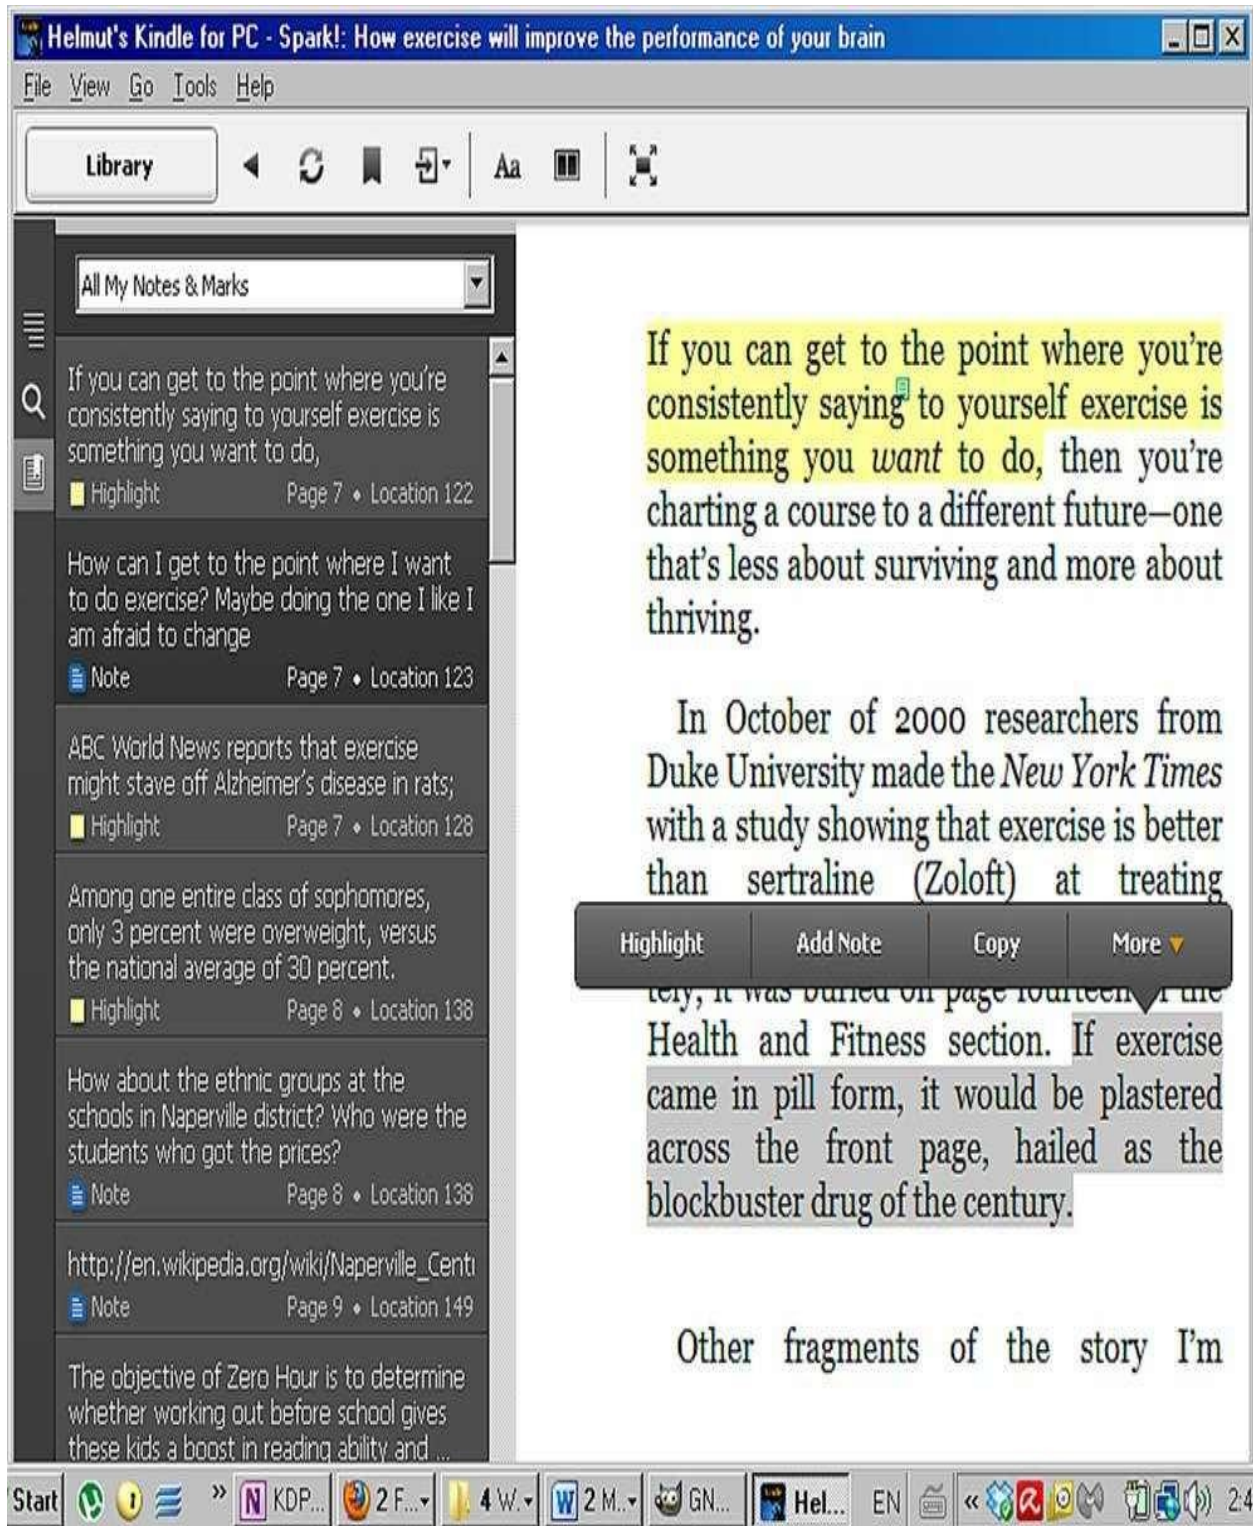 Helmut's Kindle for PC - Spark!: How exercise will improve the performance of your brain
File View Go Tools Help
Library
Aa
All My Notes & Marks
If you can get to the point where you're
consistently saying to yourself exercise is
something you want to do,
Highlight Page 7 • Location 122
How can I get to the point where I want
to do exercise? Maybe doing the one I like I
am afraid to change
Note Page 7 • Location 123
ABC World News reports that exercise
might stave off Alzheimer's disease in rats;
Highlight Page 7 • Location 128
Among one entire class of sophomores,
only 3 percent were overweight, versus
the national average of 30 percent.
Highlight Page 8 • Location 138
How about the ethnic groups at the
schools in Naperville district? Who were the
students who got the prices?
Note Page 8 • Location 138
http://en.wikipedia.org/wiki/Naperville_Centr
Note Page 9 • Location 149
The objective of Zero Hour is to determine
whether working out before school gives
these kids a boost in reading ability and ...
If you can get to the point where you're
consistently saying to yourself exercise is
something you want to do, then you're
charting a course to a different future—one
that's less about surviving and more about
thriving.
In October of 2000 researchers from
Duke University made the New York Times
with a study showing that exercise is better
than sertraline (Zoloft) at treating
Highlight Add Note Copy More
tely, it was buried on page fourteen of the
Health and Fitness section. If exercise
came in pill form, it would be plastered
across the front page, hailed as the
blockbuster drug of the century.
Other fragments of the story I'm
Start » KDP... 2 F... 4 W. 2 M.. GN... Hel... EN « 2:4